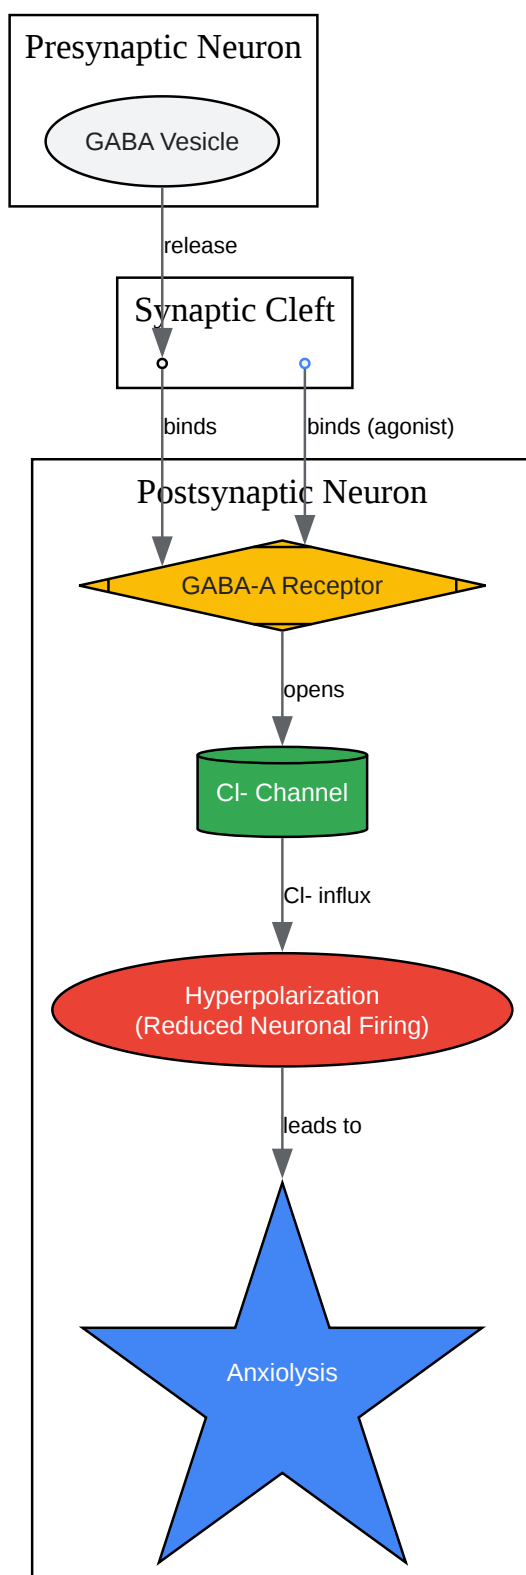 Presynaptic Neuron
GABA Vesicle
release
Synaptic Cleft
binds
binds (agonist)
Postsynaptic Neuron
GABA-A Receptor
opens
Cl- Channel
Cl- influx
Hyperpolarization
(Reduced Neuronal Firing)
leads to
Anxiolysis